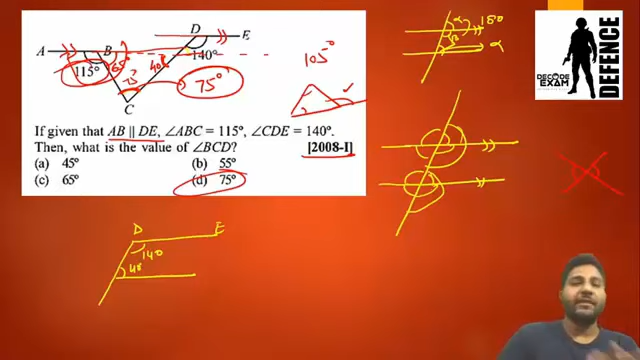 D
E
A
B
115°
65°
75°
40°
140°
75°
C
105°
If given that AB || DE, ∠ABC = 115°, ∠CDE = 140°.
Then, what is the value of ∠BCD? [2008-I]
(a) 45° (b) 55°
(c) 65° (d) 75°
α
180
α
D E
140
40
DECODE
EXAM
DEFENCE